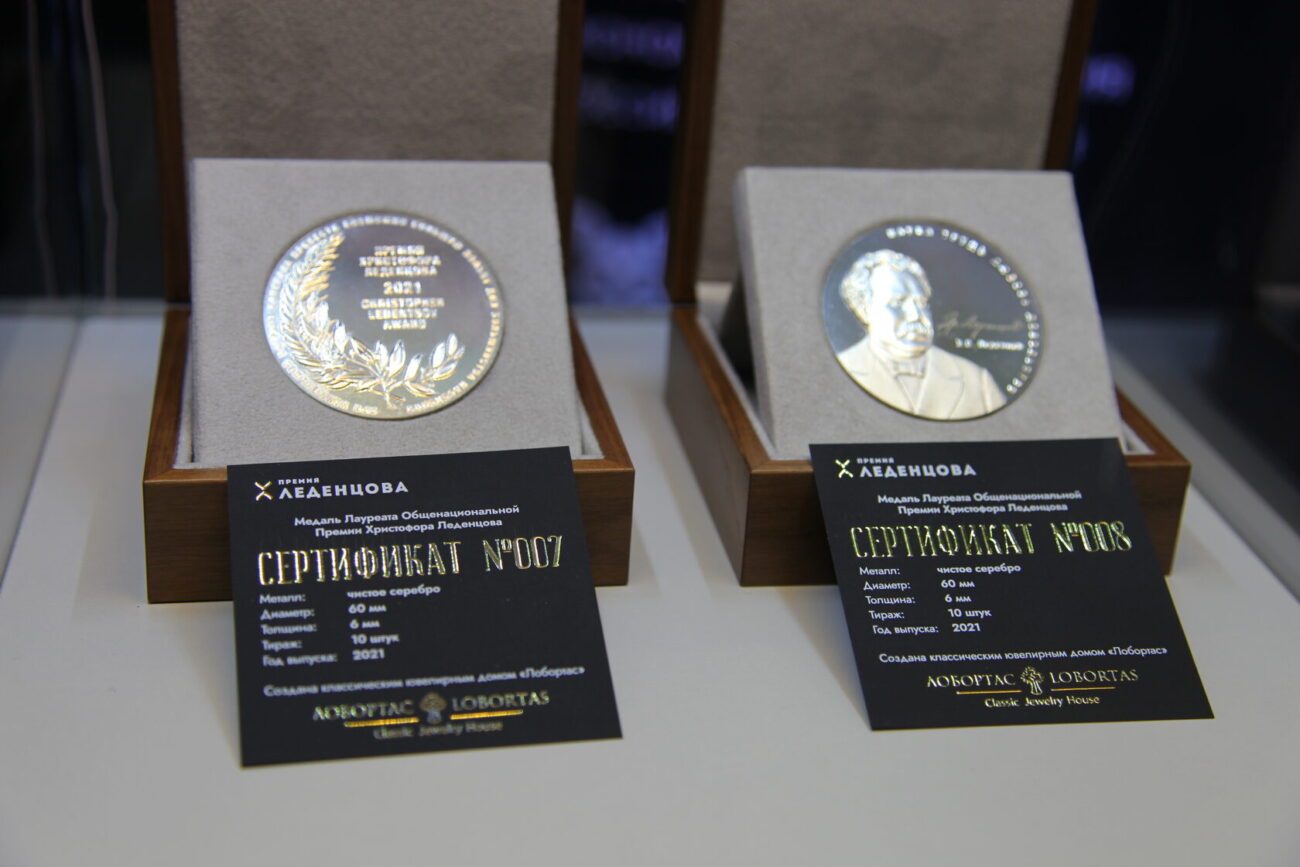 ПРЕМИЯ
ХРИСТОФОРА
ЛЕДЕНЦОВА
2021
CHRISTOPHER
LEDENTSOV
AWARD
ПРЕМИЯ
ЛЕДЕНЦОВА
Медаль Лауреата Общенациональной
Премии Христофора Леденцова
СЕРТИФИКАТ №007
Металл: чистое серебро
Диаметр: 60 мм
Толщина: 6 мм
Тираж: 10 штук
Год выпуска: 2021
Создана классическим ювелирным домом «Лобортас»
ЛОБОРТАС LOBORTAS
Classic Jewelry House
ПРЕМИЯ
ЛЕДЕНЦОВА
Медаль Лауреата Общенациональной
Премии Христофора Леденцова
СЕРТИФИКАТ №008
Металл: чистое серебро
Диаметр: 60 мм
Толщина: 6 мм
Тираж: 10 штук
Год выпуска: 2021
Создана классическим ювелирным домом «Лобортас»
ЛОБОРТАС LOBORTAS
Classic Jewelry House